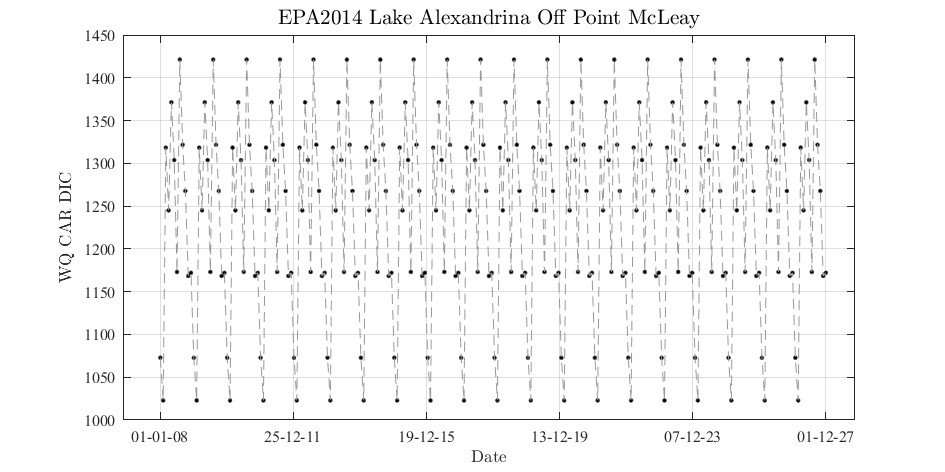 EPA2014 Lake Alexandrina Off Point McLeay
1450
1400
1350
1300
1250
1200
1150
1100
1050
1000
WQ CAR DIC
01-01-08 25-12-11 19-12-15 13-12-19 07-12-23 01-12-27
Date